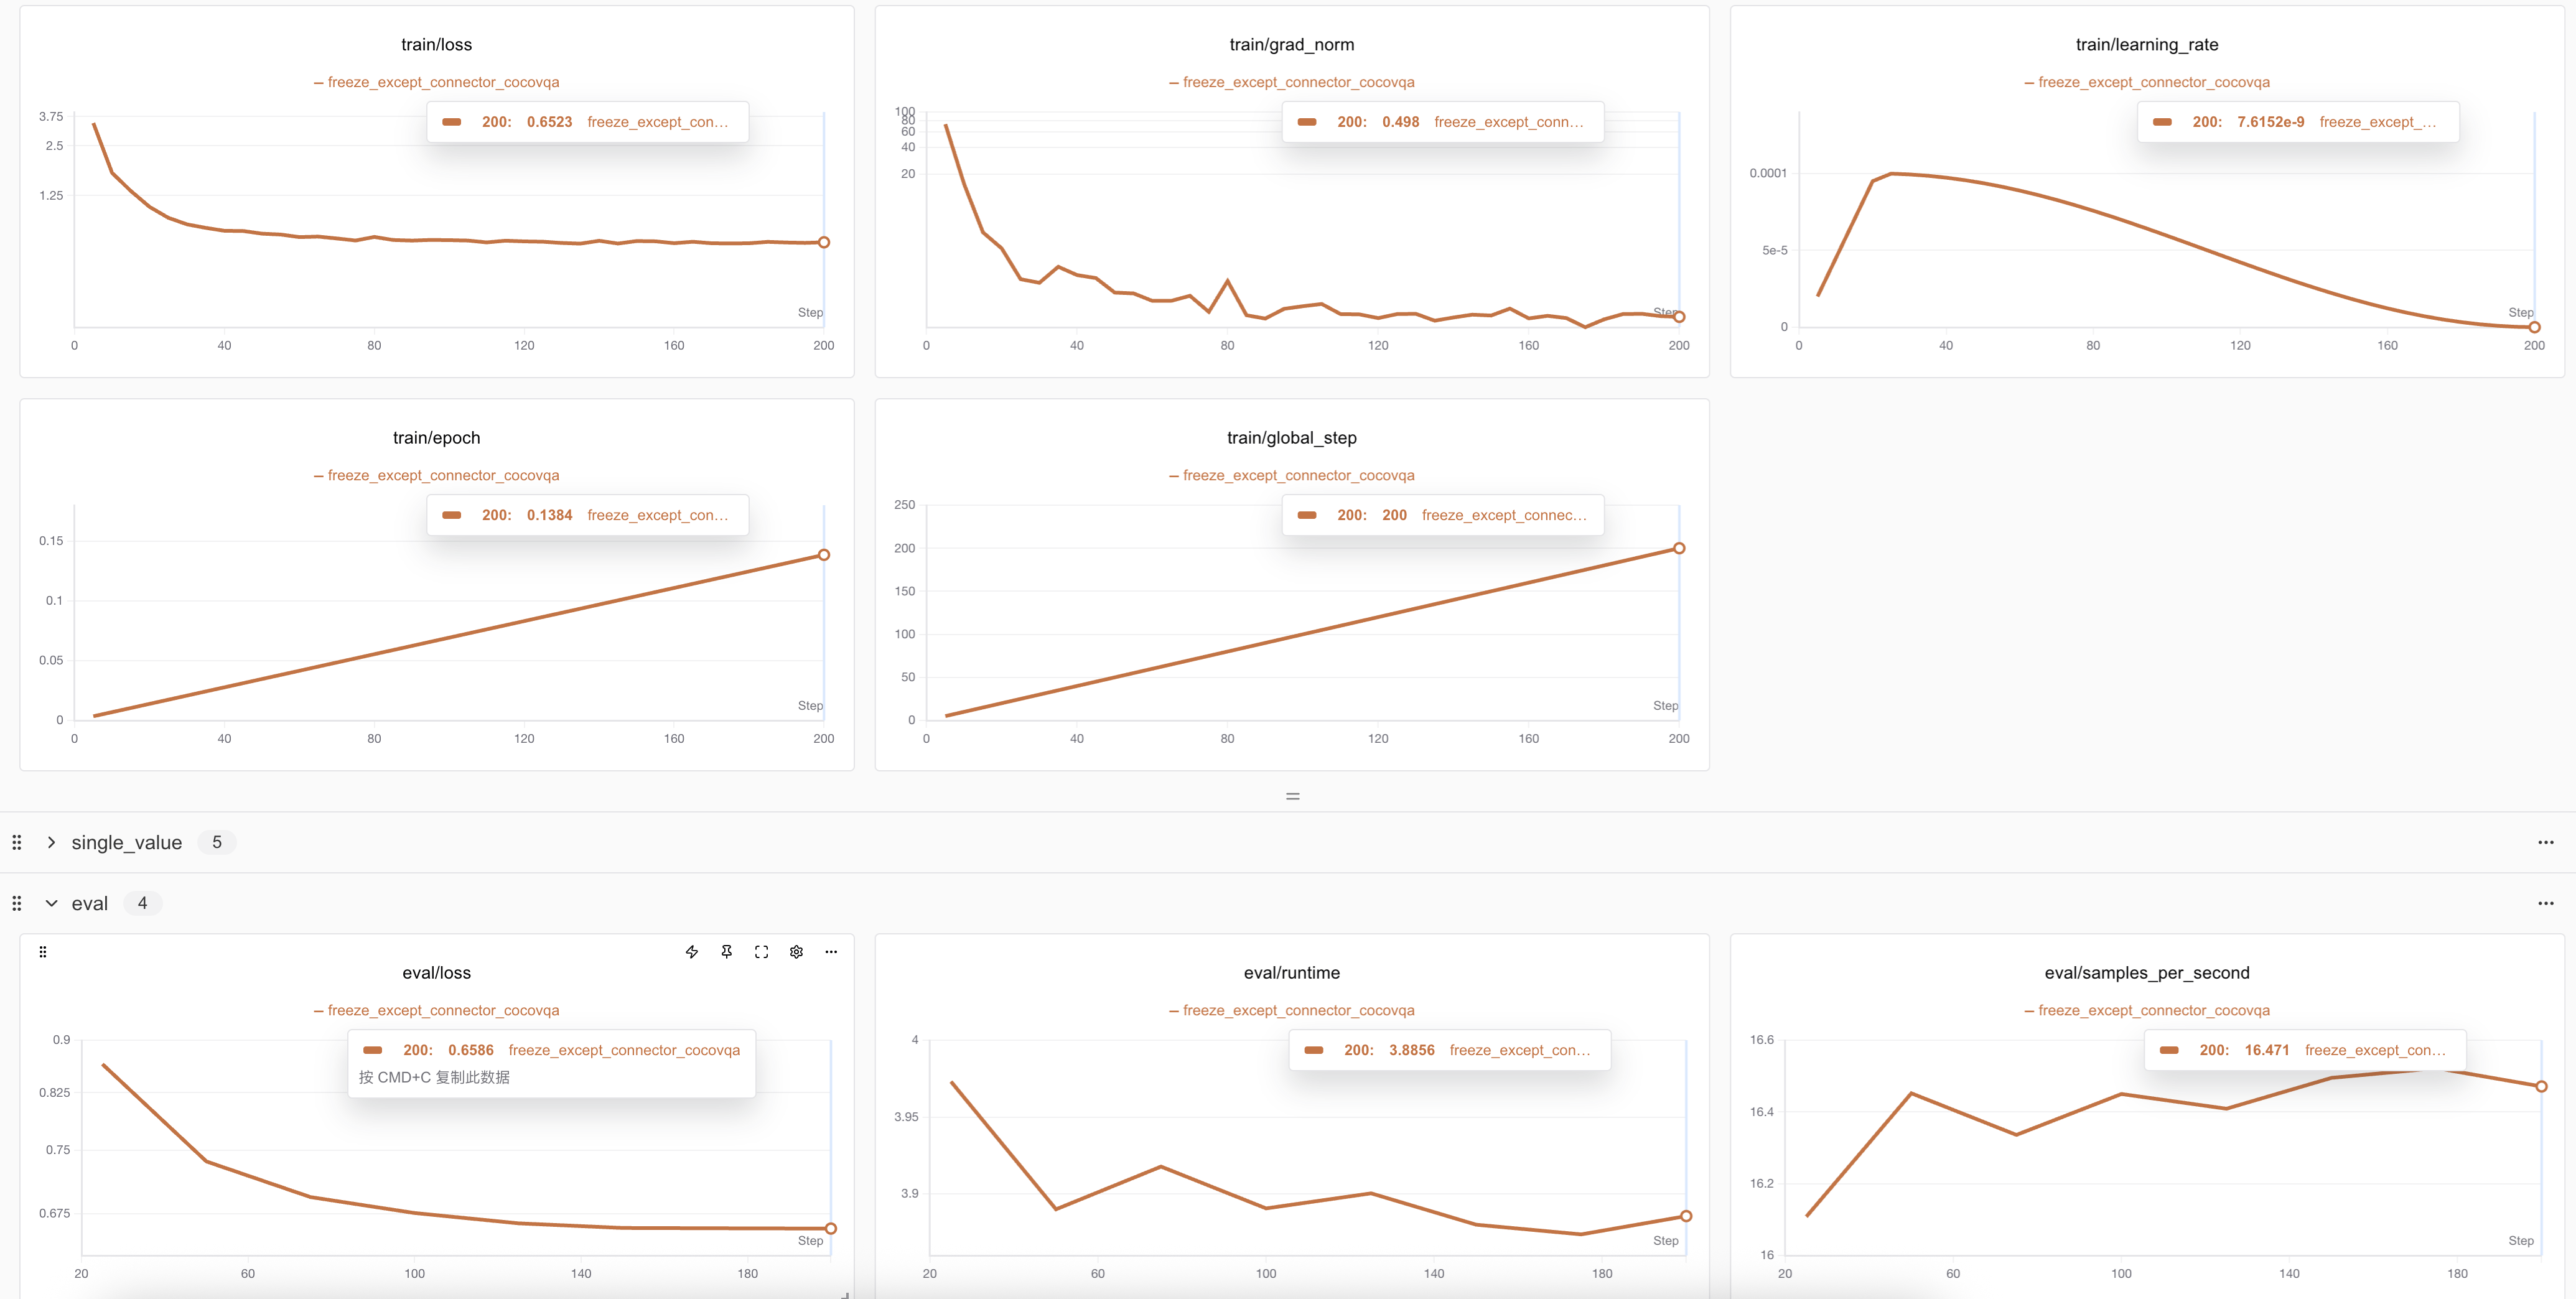 train/loss
freeze_except_connector_cocovqa
200: 0.6523 freeze_except_con...
3.75
2.5
1.25
Step
0 40 80 120 160 200
train/grad_norm
freeze_except_connector_cocovqa
200: 0.498 freeze_except_conn...
100
80
60
40
20
Step
0 40 80 120 160 200
train/learning_rate
freeze_except_connector_cocovqa
200: 7.6152e-9 freeze_except_...
0.0001
5e-5
0
Step
0 40 80 120 160 200
train/epoch
freeze_except_connector_cocovqa
200: 0.1384 freeze_except_con...
0.15
0.1
0.05
0
Step
0 40 80 120 160 200
train/global_step
freeze_except_connector_cocovqa
200: 200 freeze_except_connec...
250
200
150
100
50
0
Step
0 40 80 120 160 200
single_value 5
eval 4
eval/loss
freeze_except_connector_cocovqa
200: 0.6586 freeze_except_connector_cocovqa
按 CMD+C 复制此数据
0.9
0.825
0.75
0.675
Step
20 60 100 140 180
eval/runtime
freeze_except_connector_cocovqa
200: 3.8856 freeze_except_con...
4
3.95
3.9
Step
20 60 100 140 180
eval/samples_per_second
freeze_except_connector_cocovqa
200: 16.471 freeze_except_con...
16.6
16.4
16.2
16
Step
20 60 100 140 180